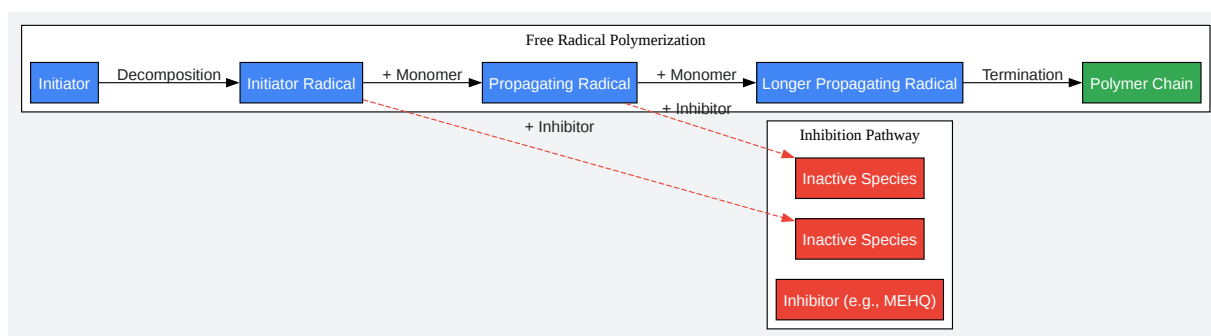 Free Radical Polymerization
Initiator
Decomposition
Initiator Radical
+ Monomer
Propagating Radical
+ Monomer
Longer Propagating Radical
Termination
Polymer Chain
+ Inhibitor
+ Inhibitor
Inhibition Pathway
Inactive Species
Inactive Species
Inhibitor (e.g., MEHQ)